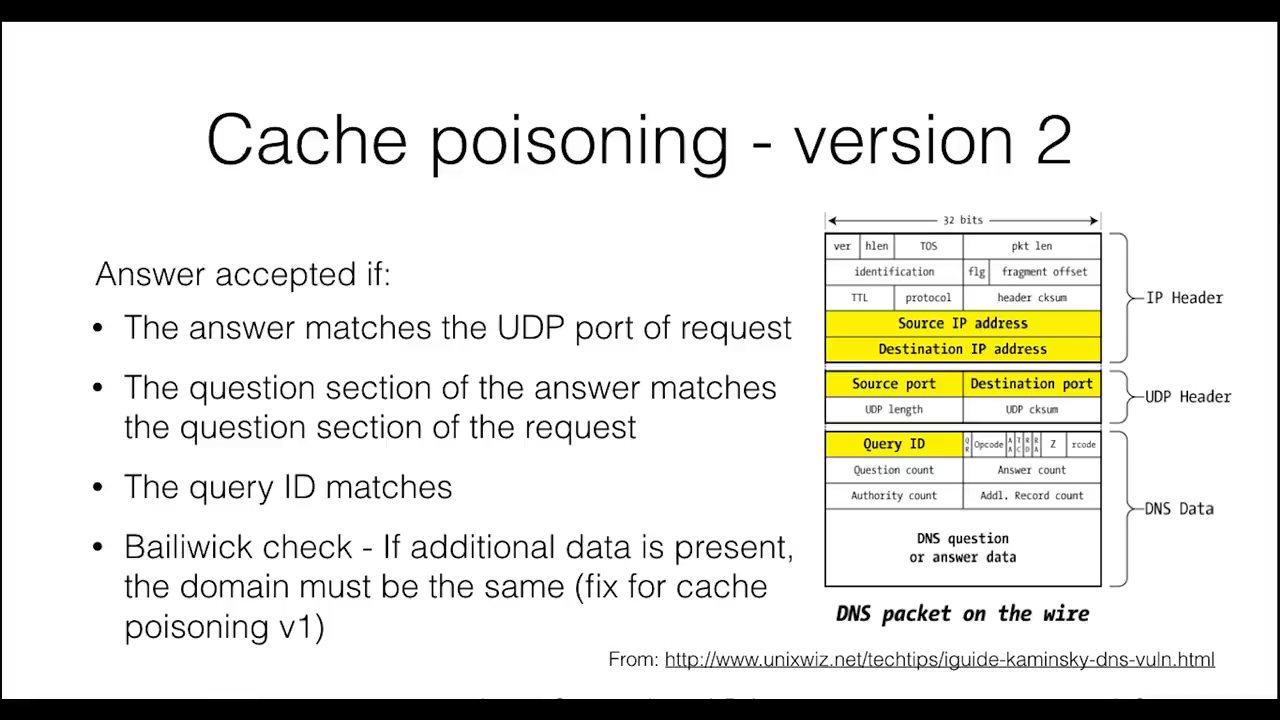 Cache poisoning - version 2
Answer accepted if:
• The answer matches the UDP port of request
• The question section of the answer matches
the question section of the request
• The query ID matches
• Bailiwick check - If additional data is present,
the domain must be the same (fix for cache
poisoning v1)
32 bits
ver hlen TOS pkt len
identification flg fragment offset
TTL protocol header cksum
Source IP address
Destination IP address
IP Header
Source port Destination port
UDP length UDP cksum
UDP Header
Query ID QR Opcode AA TC RD RA Z rcode
Question count Answer count
Authority count Addl. Record count
DNS question
or answer data
DNS Data
DNS packet on the wire
From: http://www.unixwiz.net/techtips/iguide-kaminsky-dns-vuln.html